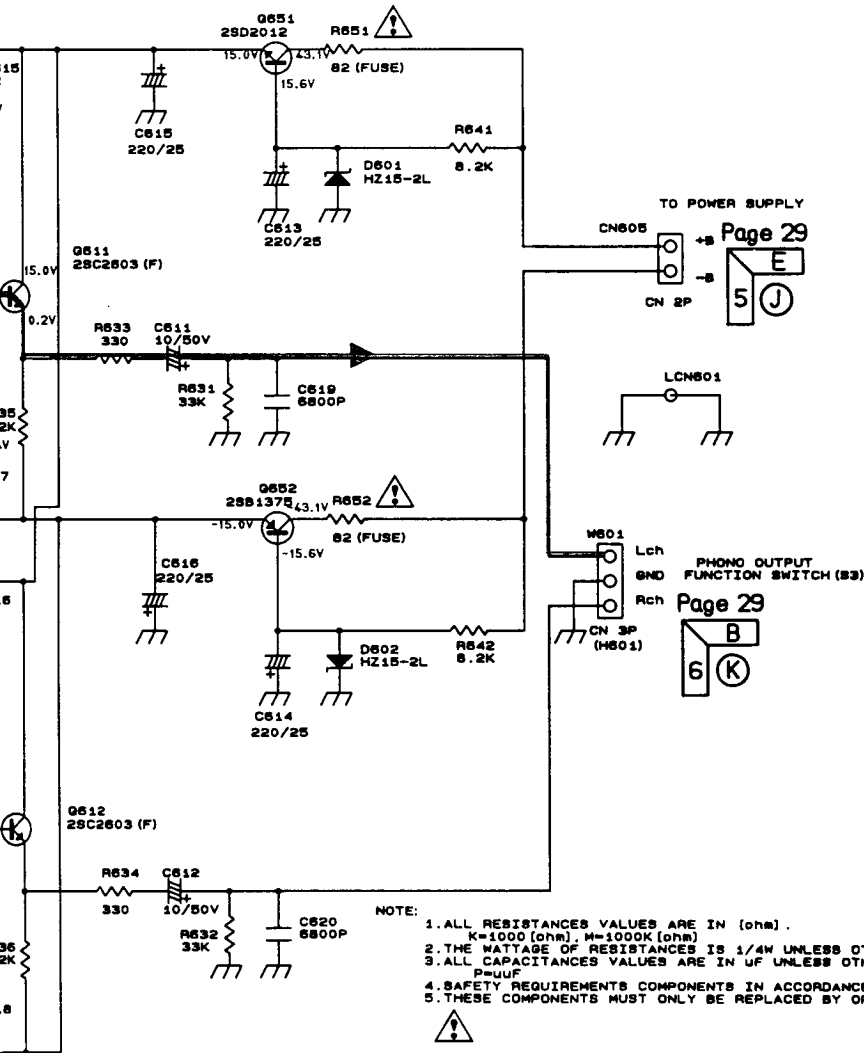 Q651
2SD2012
R651
15.0V
43.1V
82 (FUSE)
15.6V
C615
220/25
R641
8.2K
D601
HZ15-2L
C613
220/25
TO POWER SUPPLY
CN605
+B
Page 29
E
-B
5
J
CN 2P
Q611
2SC2603 (F)
15.0V
0.2V
R633
330
C611
10/50V
R631
33K
C619
6800P
LCN601
Q652
2SB1375
-43.1V
R652
-15.0V
82 (FUSE)
-15.6V
C616
220/25
W601
Lch
GND
Rch
PHONO OUTPUT
FUNCTION SWITCH (S3)
Page 29
B
6
K
CN 3P
(H601)
D602
HZ15-2L
R642
8.2K
C614
220/25
Q612
2SC2603 (F)
R634
330
C612
10/50V
R632
33K
C620
6800P
NOTE:
1.ALL RESISTANCES VALUES ARE IN [ohm].
K=1000[ohm], M=1000K[ohm]
2.THE WATTAGE OF RESISTANCES IS 1/4W UNLESS
3.ALL CAPACITANCES VALUES ARE IN uF UNLESS
P=uuF
4.SAFETY REQUIREMENTS COMPONENTS IN ACCORDANCE
5.THESE COMPONENTS MUST ONLY BE REPLACED BY